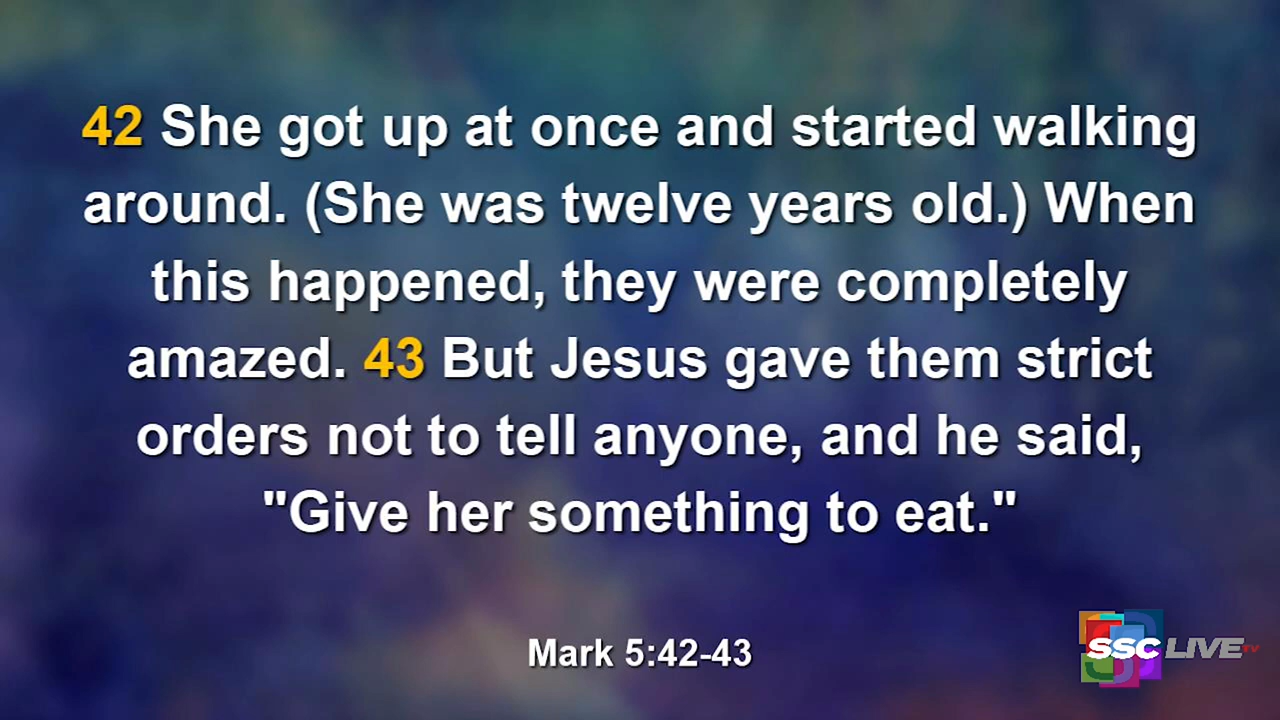 42 She got up at once and started walking
around. (She was twelve years old.) When
this happened, they were completely
amazed. 43 But Jesus gave them strict
orders not to tell anyone, and he said,
"Give her something to eat."
Mark 5:42-43
SSC LIVE TV